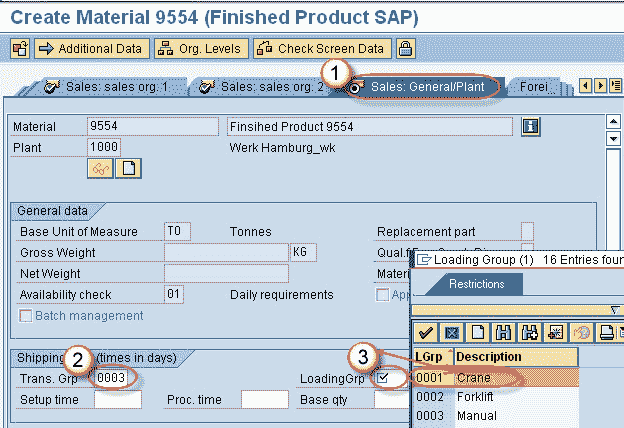 Create Material 9554 (Finished Product SAP)
Additional Data Org. Levels Check Screen Data
1
Sales: sales org. 1 Sales: sales org. 2 Sales: General/Plant Forei
Material 9554 Finsihed Product 9554
Plant 1000 Werk Hamburg_wk
General data
Base Unit of Measure TO Tonnes Replacement part
Gross Weight KG Qual.f
Net Weight Materi
Availability check 01 Daily requirements App
Batch management
Loading Group (1) 16 Entries foun
Restrictions
LGrp Description
0001 Crane
0002 Forklift
0003 Manual
2 3
Shipping (times in days)
Trans. Grp 0003 LoadingGrp
Setup time Proc. time Base qty